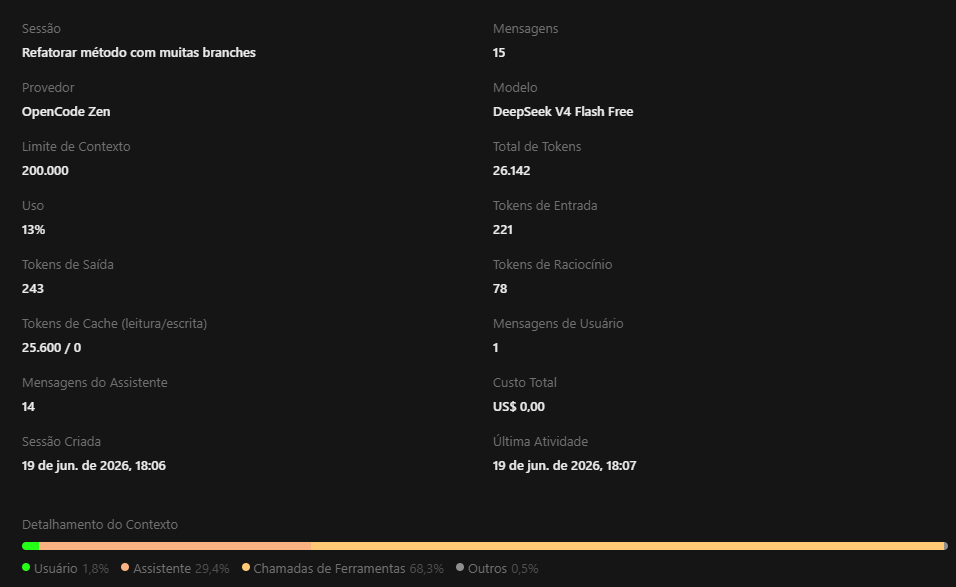 Sessão
Mensagens
Refatorar método com muitas branches
15
Provedor
Modelo
OpenCode Zen
DeepSeek V4 Flash Free
Limite de Contexto
Total de Tokens
200.000
26.142
Uso
Tokens de Entrada
13%
221
Tokens de Saída
Tokens de Raciocínio
243
78
Tokens de Cache (leitura/escrita)
Mensagens de Usuário
25.600 / 0
1
Mensagens do Assistente
Custo Total
14
US$ 0,00
Sessão Criada
Última Atividade
19 de jun. de 2026, 18:06
19 de jun. de 2026, 18:07
Detalhamento do Contexto
Usuário 1,8% Assistente 29,4% Chamadas de Ferramentas 68,3% Outros 0,5%